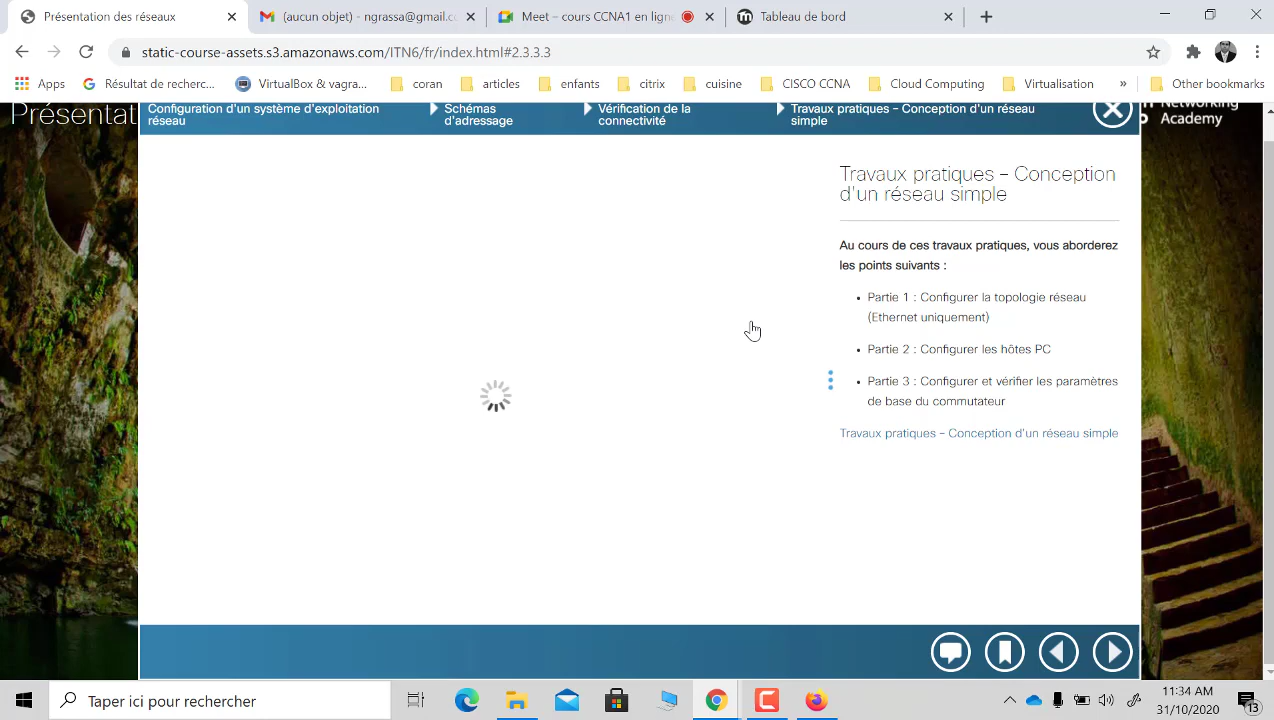 Présentation des réseaux
(aucun objet) - ngrassa@gmail.cc
Meet – cours CCNA1 en ligne
Tableau de bord
static-course-assets.s3.amazonaws.com/ITN6/fr/index.html#2.3.3.3
Apps
Résultat de recherc...
VirtualBox & vagra...
coran
articles
enfants
citrix
cuisine
CISCO CCNA
Cloud Computing
Virtualisation
»
Other bookmarks
Présentat
Configuration d'un système d'exploitation
réseau
Schémas
d'adressage
Vérification de la
connectivité
Travaux pratiques – Conception d'un réseau
simple
Networking
Academy
Travaux pratiques – Conception
d'un réseau simple
Au cours de ces travaux pratiques, vous aborderez
les points suivants :
• Partie 1 : Configurer la topologie réseau
(Ethernet uniquement)
• Partie 2 : Configurer les hôtes PC
• Partie 3 : Configurer et vérifier les paramètres
de base du commutateur
Travaux pratiques – Conception d'un réseau simple
Taper ici pour rechercher
11:34 AM
31/10/2020
13